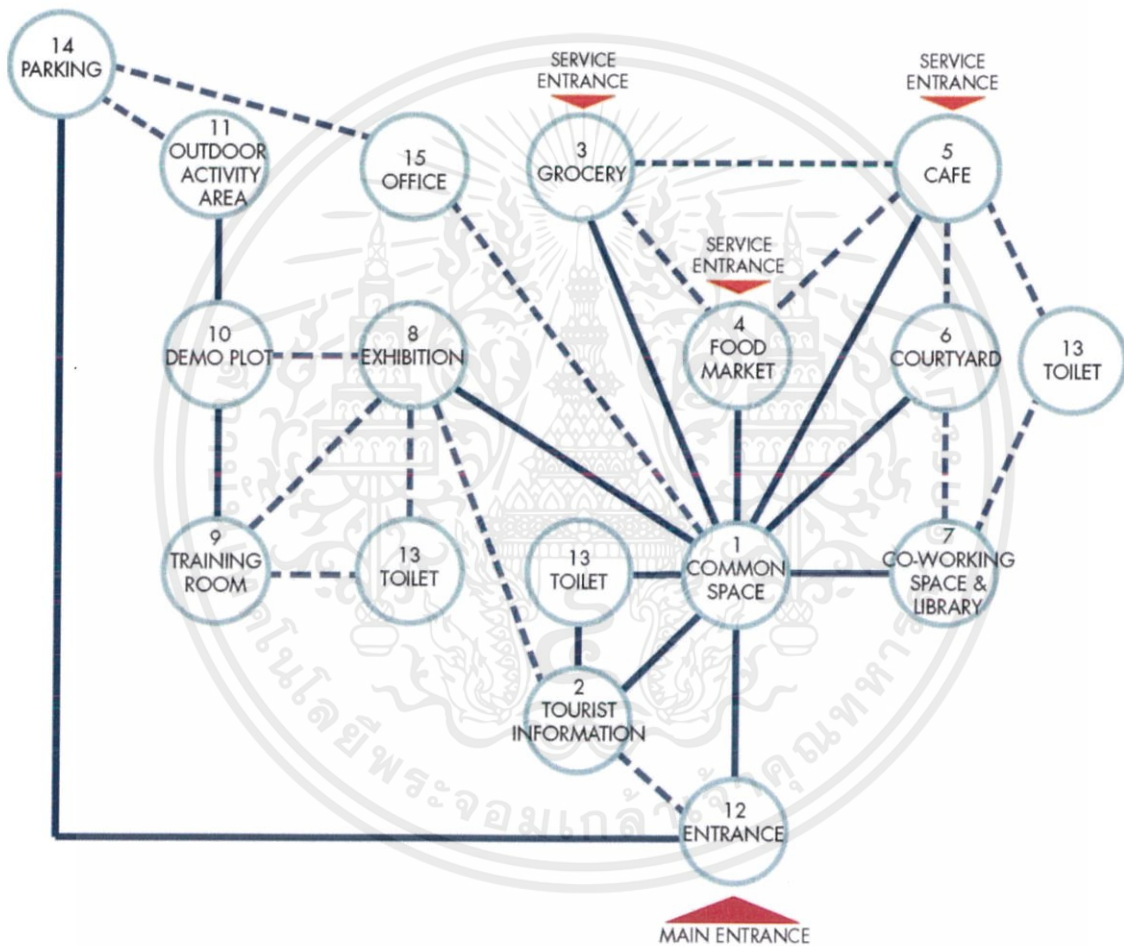 14
PARKING
SERVICE
ENTRANCE
SERVICE
ENTRANCE
11
OUTDOOR
ACTIVITY
AREA
15
OFFICE
3
GROCERY
5
CAFE
SERVICE
ENTRANCE
10
DEMO PLOT
8
EXHIBITION
4
FOOD
MARKET
6
COURTYARD
13
TOILET
9
TRAINING
ROOM
13
TOILET
13
TOILET
1
COMMON
SPACE
7
CO-WORKING
SPACE &
LIBRARY
2
TOURIST
INFORMATION
12
ENTRANCE
MAIN ENTRANCE